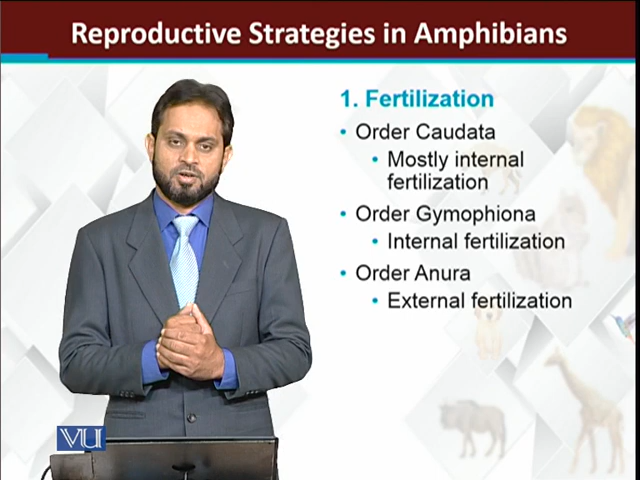 Reproductive Strategies in Amphibians
1. Fertilization
• Order Caudata
• Mostly internal
fertilization
• Order Gymophiona
• Internal fertilization
• Order Anura
• External fertilization
VU